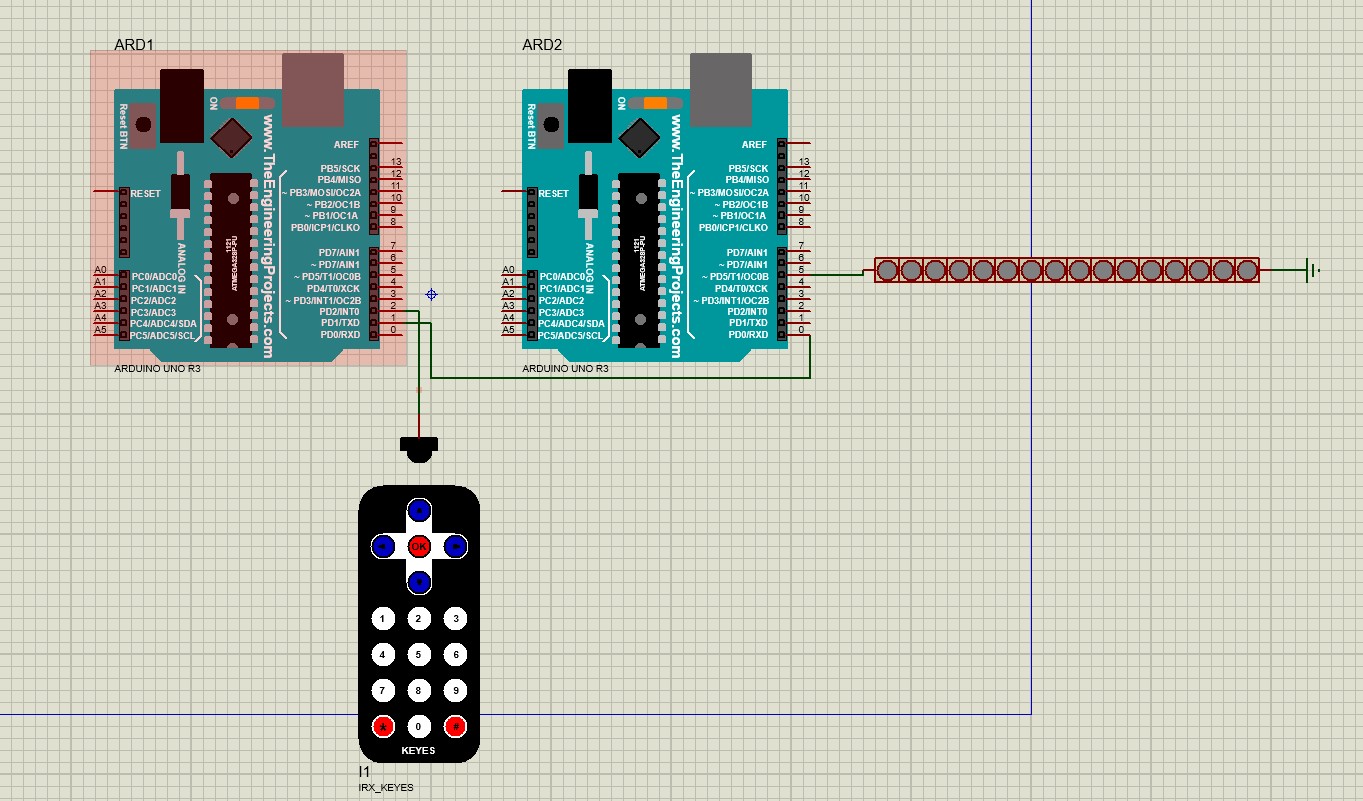 ARD1
Reset BTN
ON
www.TheEngineeringProjects.com
AREF
PB5/SCK 13
PB4/MISO 12
~ PB3/MOSI/OC2A 11
~ PB2/OC1B 10
~ PB1/OC1A 9
PB0/ICP1/CLKO 8
RESET
1121
ATMEGA328P-PU
ANALOG IN
PD7/AIN1 7
~ PD7/AIN1 6
~ PD5/T1/OC0B 5
PD4/T0/XCK 4
~ PD3/INT1/OC2B 3
PD2/INT0 2
PD1/TXD 1
PD0/RXD 0
A0 PC0/ADC0
A1 PC1/ADC1
A2 PC2/ADC2
A3 PC3/ADC3
A4 PC4/ADC4/SDA
A5 PC5/ADC5/SCL
ARDUINO UNO R3
ARD2
Reset BTN
ON
www.TheEngineeringProjects.com
AREF
PB5/SCK 13
PB4/MISO 12
~ PB3/MOSI/OC2A 11
~ PB2/OC1B 10
~ PB1/OC1A 9
PB0/ICP1/CLKO 8
RESET
1121
ATMEGA328P-PU
ANALOG IN
PD7/AIN1 7
~ PD7/AIN1 6
~ PD5/T1/OC0B 5
PD4/T0/XCK 4
~ PD3/INT1/OC2B 3
PD2/INT0 2
PD1/TXD 1
PD0/RXD 0
A0 PC0/ADC0
A1 PC1/ADC1
A2 PC2/ADC2
A3 PC3/ADC3
A4 PC4/ADC4/SDA
A5 PC5/ADC5/SCL
ARDUINO UNO R3
OK
1 2 3
4 5 6
7 8 9
* 0 #
KEYES
I1
IRX_KEYES